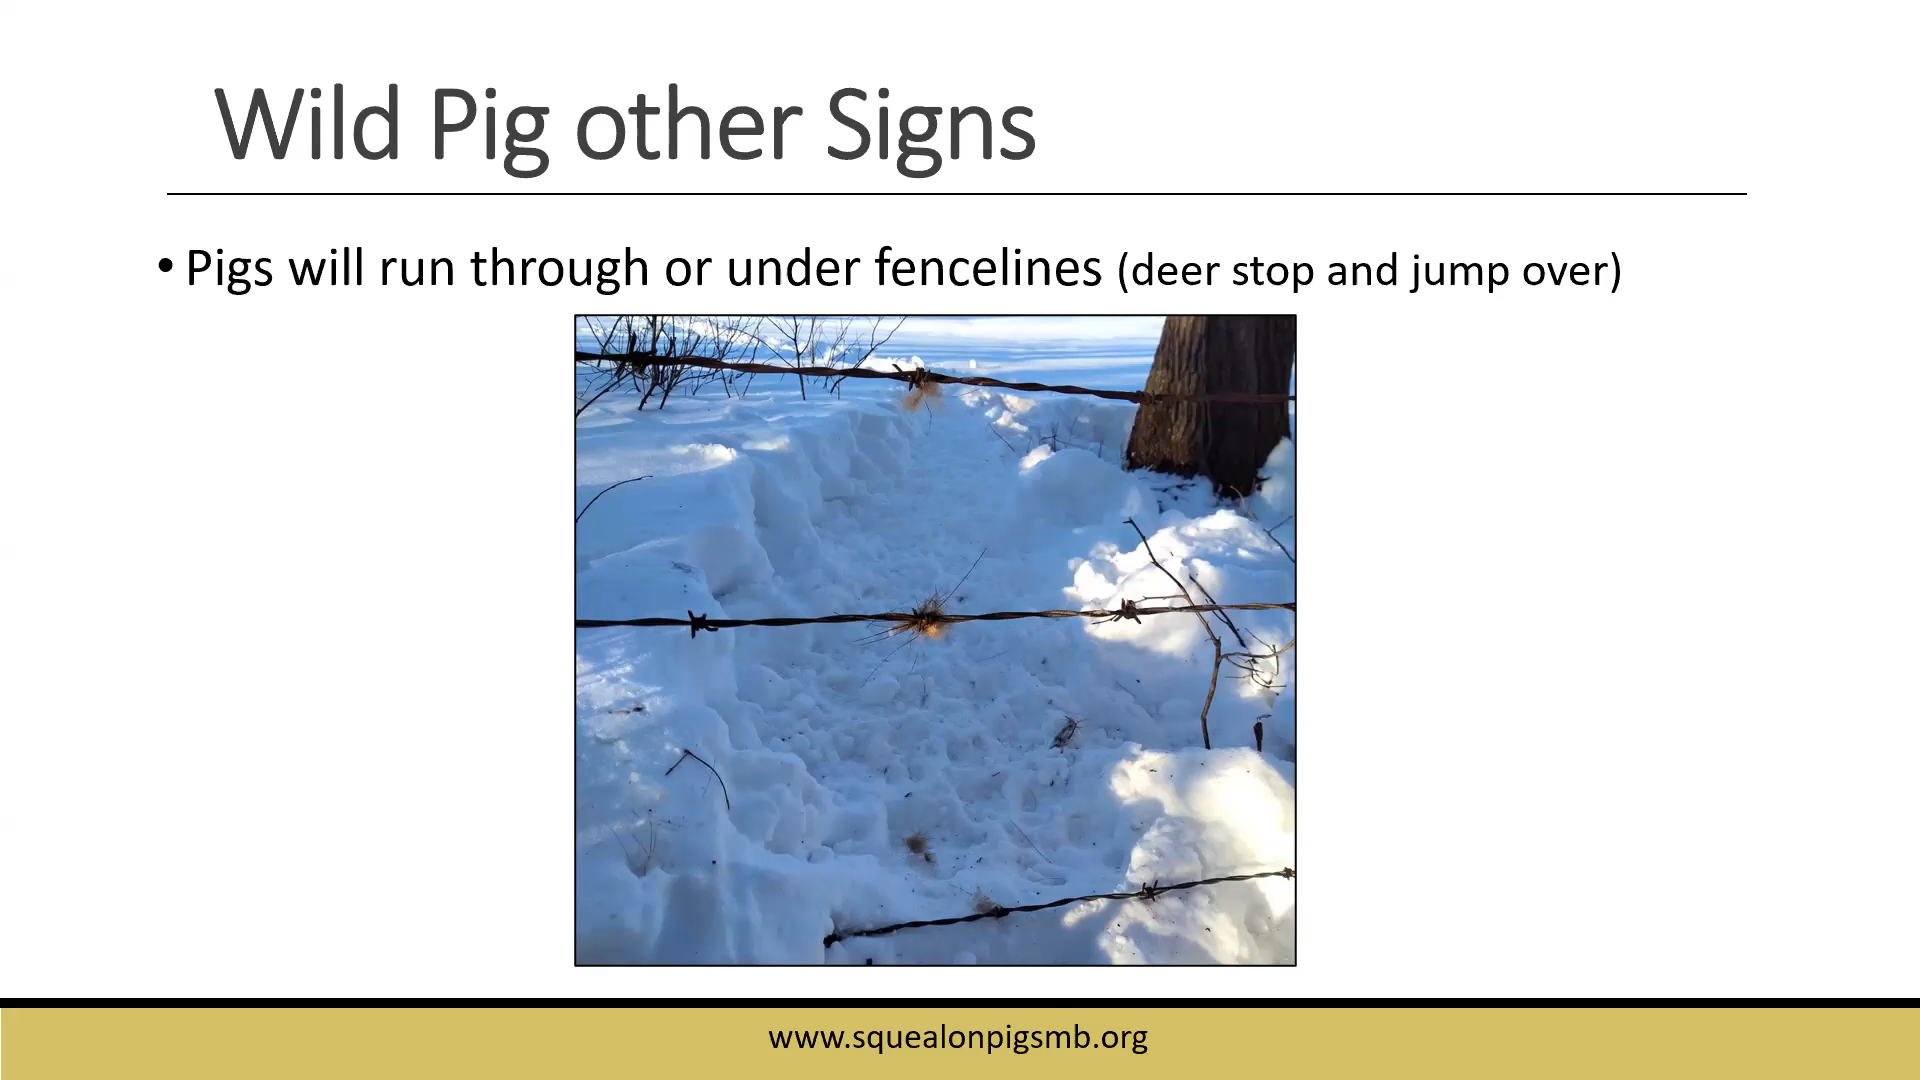 Wild Pig other Signs
• Pigs will run through or under fencelines (deer stop and jump over)
www.squealonpigsmb.org